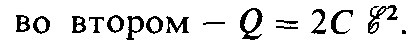 во втором – Q = 2C ℰ².